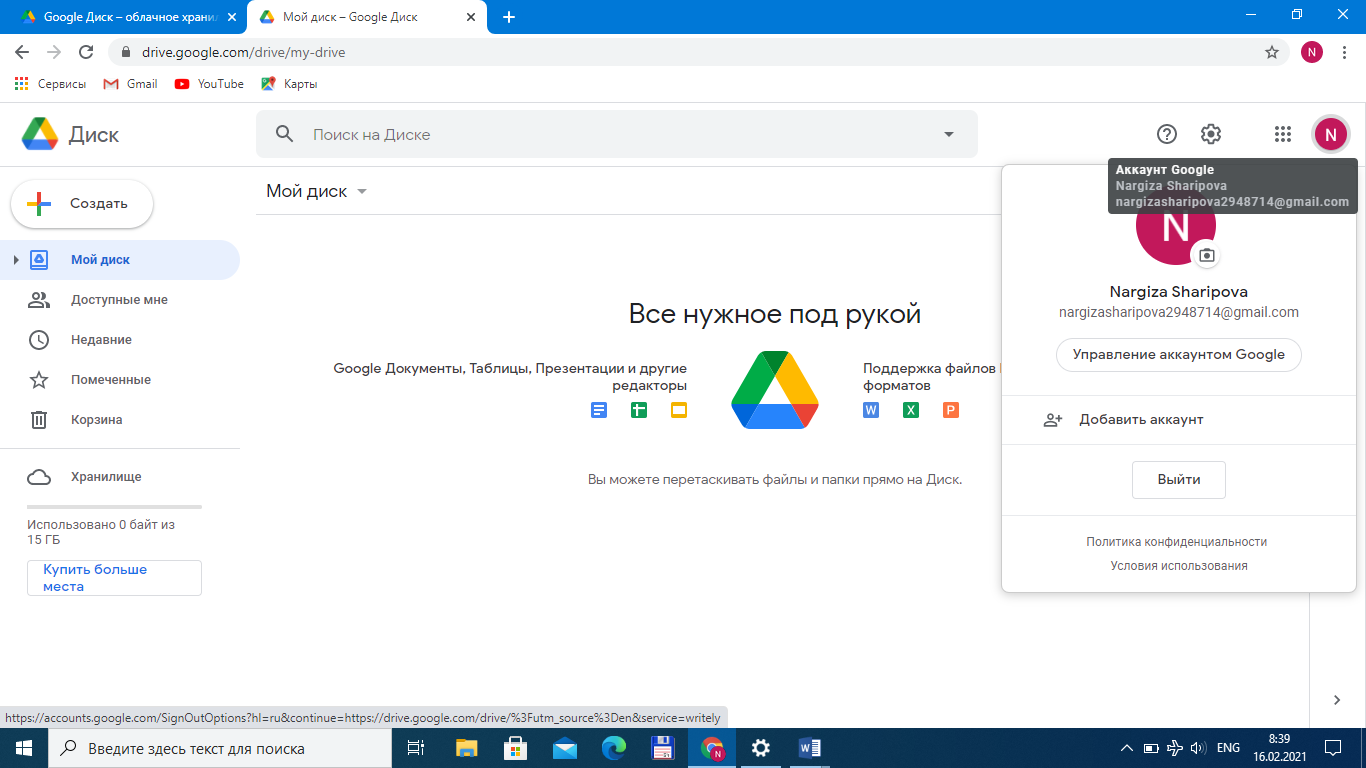 Google Диск – облачное храни
Мой диск – Google Диск
drive.google.com/drive/my-drive
N
Сервисы
Gmail
YouTube
Карты
Диск
Поиск на Диске
N
Аккаунт Google
Nargiza Sharipova
nargizasharipova2948714@gmail.com
Создать
Мой диск
Мой диск
Доступные мне
Недавние
Помеченные
Корзина
Хранилище
Использовано 0 байт из
15 ГБ
Купить больше
места
Все нужное под рукой
Google Документы, Таблицы, Презентации и другие
редакторы
Поддержка файлов
форматов
W
X
P
Вы можете перетаскивать файлы и папки прямо на Диск.
N
Nargiza Sharipova
nargizasharipova2948714@gmail.com
Управление аккаунтом Google
Добавить аккаунт
Выйти
Политика конфиденциальности
Условия использования
https://accounts.google.com/SignOutOptions?hl=ru&continue=https://drive.google.com/drive/%3Futm_source%3Den&service=writely
Введите здесь текст для поиска
N
W
ENG
8:39
16.02.2021